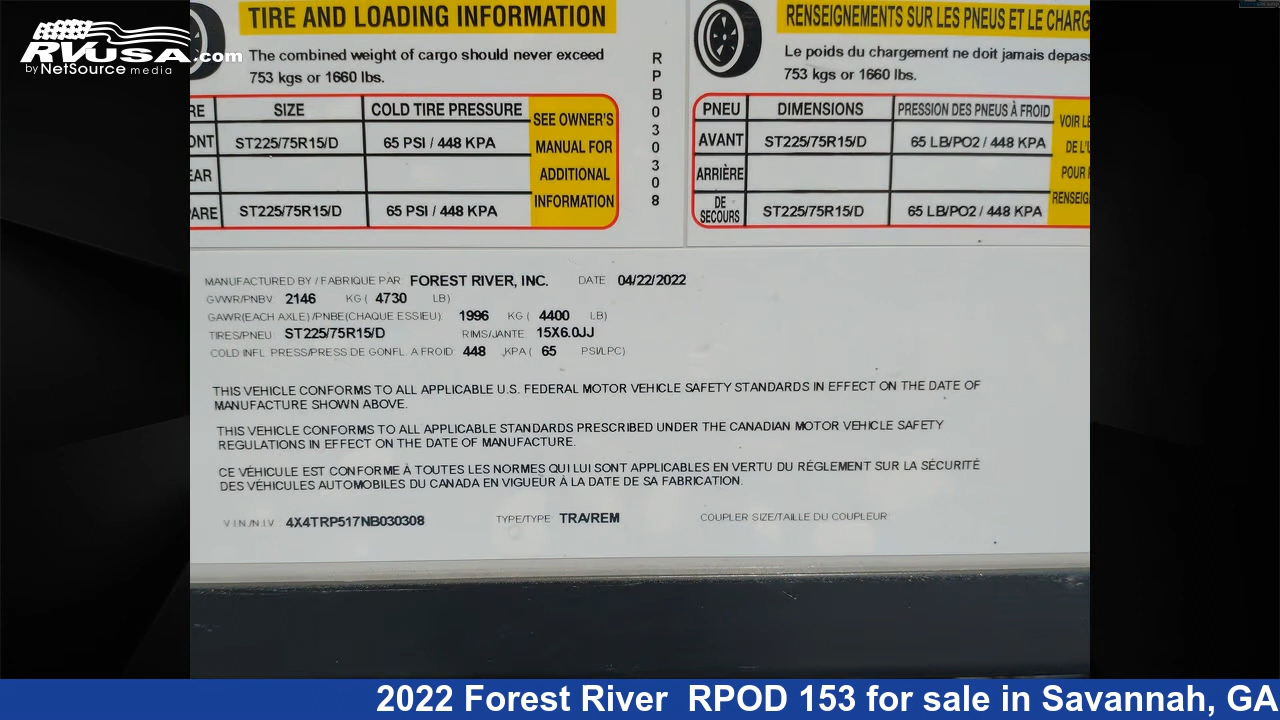 RVUSA.com
by NetSource media
TIRE AND LOADING INFORMATION
The combined weight of cargo should never exceed
753 kgs or 1660 lbs.
SIZE COLD TIRE PRESSURE
ST225/75R15/D 65 PSI / 448 KPA
ST225/75R15/D 65 PSI / 448 KPA
SEE OWNER'S
MANUAL FOR
ADDITIONAL
INFORMATION
RPB030308
RENSEIGNEMENTS SUR LES PNEUS ET LE CHARG
Le poids du chargement ne doit jamais depas
753 kgs or 1660 lbs.
PNEU DIMENSIONS PRESSION DES PNEUS À FROID
AVANT ST225/75R15/D 65 LB/PO2 / 448 KPA
ARRIÈRE
DE SECOURS ST225/75R15/D 65 LB/PO2 / 448 KPA
VOIR LE
DE L'U
POUR
RENSEIG
MANUFACTURED BY / FABRIQUE PAR FOREST RIVER, INC. DATE 04/22/2022
GVWR/PNBV 2146 KG ( 4730 LB)
GAWR(EACH AXLE) /PNBE(CHAQUE ESSIEU) 1996 KG ( 4400 LB)
TIRES/PNEU ST225/75R15/D RIMS/JANTE 15X6.0JJ
COLD INFL. PRESS/PRESS DE GONFL. A FROID 448 KPA ( 65 PSI/LPC)
THIS VEHICLE CONFORMS TO ALL APPLICABLE U.S. FEDERAL MOTOR VEHICLE SAFETY STANDARDS IN EFFECT ON THE DATE OF
MANUFACTURE SHOWN ABOVE.
THIS VEHICLE CONFORMS TO ALL APPLICABLE STANDARDS PRESCRIBED UNDER THE CANADIAN MOTOR VEHICLE SAFETY
REGULATIONS IN EFFECT ON THE DATE OF MANUFACTURE.
CE VÉHICULE EST CONFORME À TOUTES LES NORMES QUI LUI SONT APPLICABLES EN VERTU DU RÉGLEMENT SUR LA SÉCURITÉ
DES VÉHICULES AUTOMOBILES DU CANADA EN VIGUEUR À LA DATE DE SA FABRICATION.
V.I.N./N.I.V 4X4TRP517NB030308 TYPE/TYPE TRA/REM COUPLER SIZE/TAILLE DU COUPLEUR
2022 Forest River RPOD 153 for sale in Savannah, GA